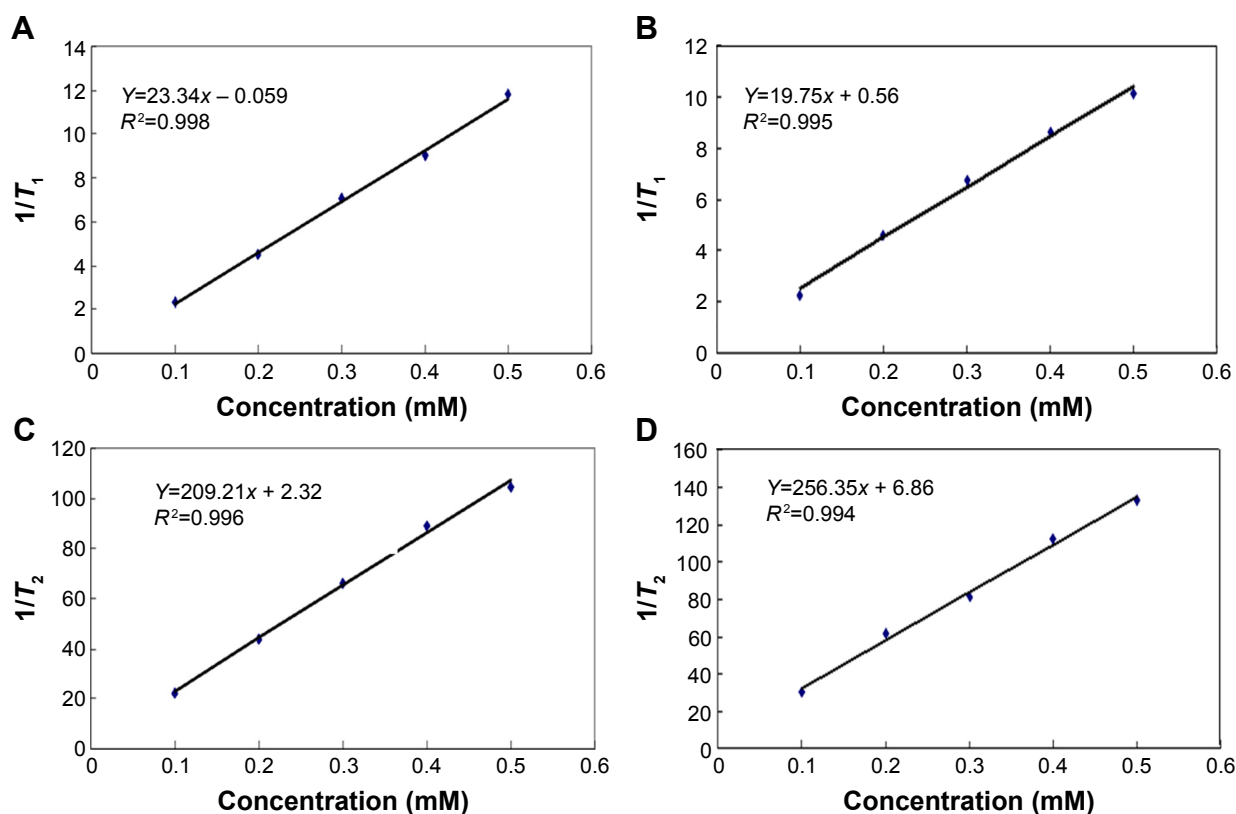 A
14
12
10
8
6
4
2
0
1/T₁
Y=23.34x – 0.059
R²=0.998
0 0.1 0.2 0.3 0.4 0.5 0.6
Concentration (mM)
B
12
10
8
6
4
2
0
1/T₁
Y=19.75x + 0.56
R²=0.995
0 0.1 0.2 0.3 0.4 0.5 0.6
Concentration (mM)
C
120
100
80
60
40
20
0
1/T₂
Y=209.21x + 2.32
R²=0.996
0 0.1 0.2 0.3 0.4 0.5 0.6
Concentration (mM)
D
160
140
120
100
80
60
40
20
0
1/T₂
Y=256.35x + 6.86
R²=0.994
0 0.1 0.2 0.3 0.4 0.5 0.6
Concentration (mM)